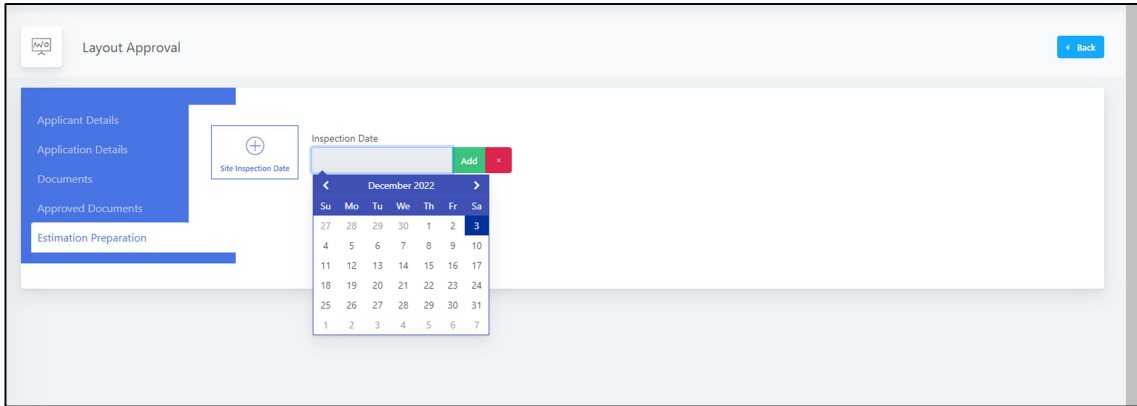 Layout Approval
Back
Applicant Details
Application Details
Documents
Approved Documents
Estimation Preparation
Site Inspection Date
Inspection Date
Add ×
December 2022
Su Mo Tu We Th Fr Sa
27 28 29 30 1 2 3
4 5 6 7 8 9 10
11 12 13 14 15 16 17
18 19 20 21 22 23 24
25 26 27 28 29 30 31
1 2 3 4 5 6 7